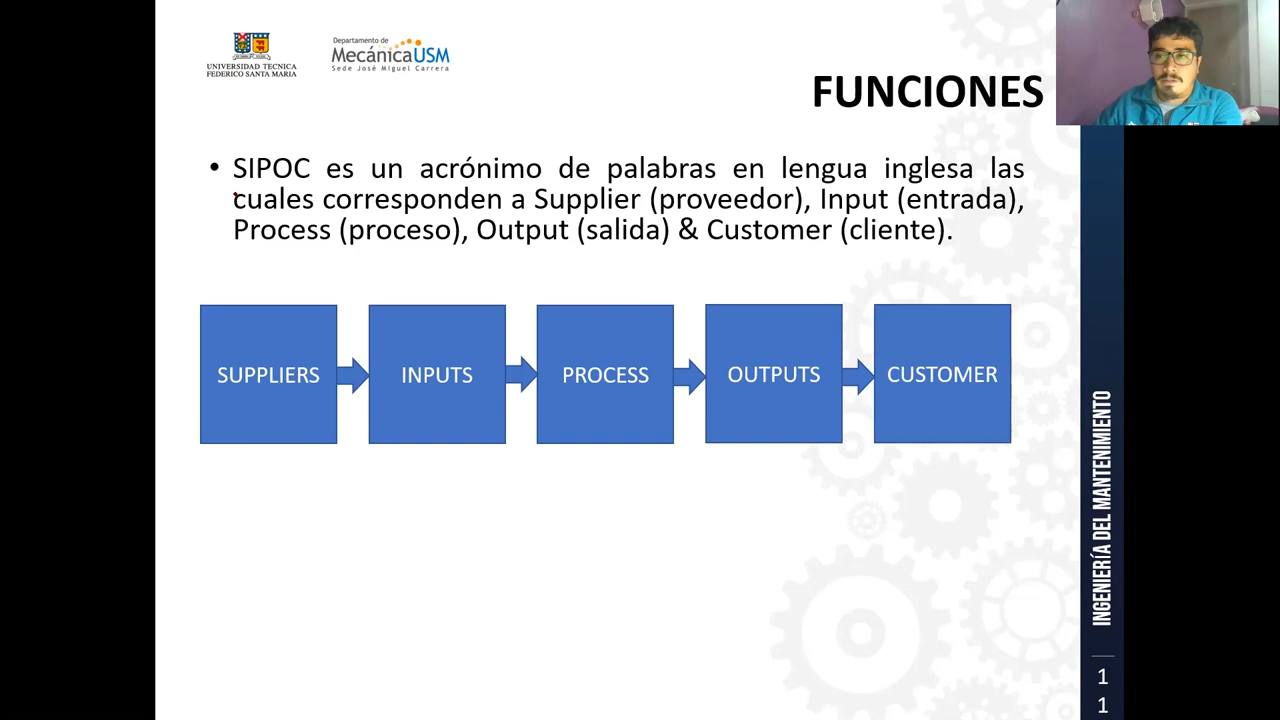 UNIVERSIDAD TECNICA
FEDERICO SANTA MARIA
Departamento de
MecánicaUSM
Sede José Miguel Carrera
FUNCIONES
• SIPOC es un acrónimo de palabras en lengua inglesa las
cuales corresponden a Supplier (proveedor), Input (entrada),
Process (proceso), Output (salida) & Customer (cliente).
SUPPLIERS
INPUTS
PROCESS
OUTPUTS
CUSTOMER
INGENIERÍA DEL MANTENIMIENTO
1
1